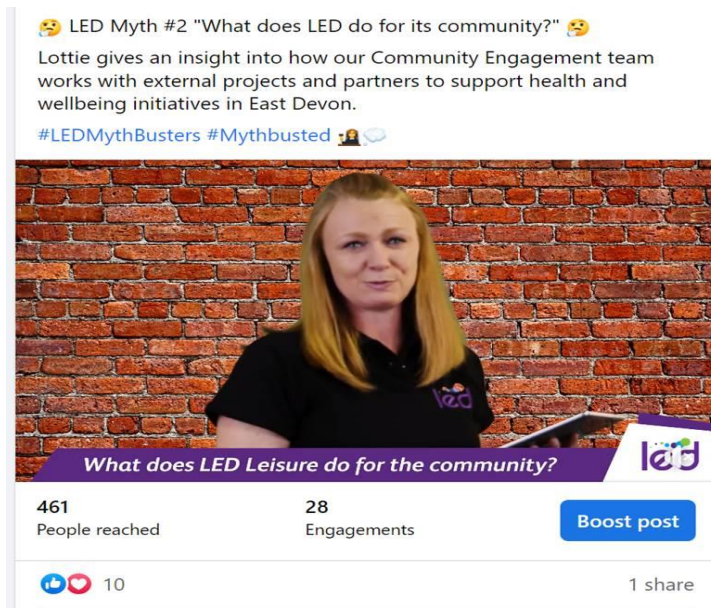 🤔 LED Myth #2 "What does LED do for its community?" 🤔
Lottie gives an insight into how our Community Engagement team
works with external projects and partners to support health and
wellbeing initiatives in East Devon.
#LEDMythBusters #Mythbusted
led
What does LED Leisure do for the community?
led
461
People reached
28
Engagements
Boost post
10
1 share